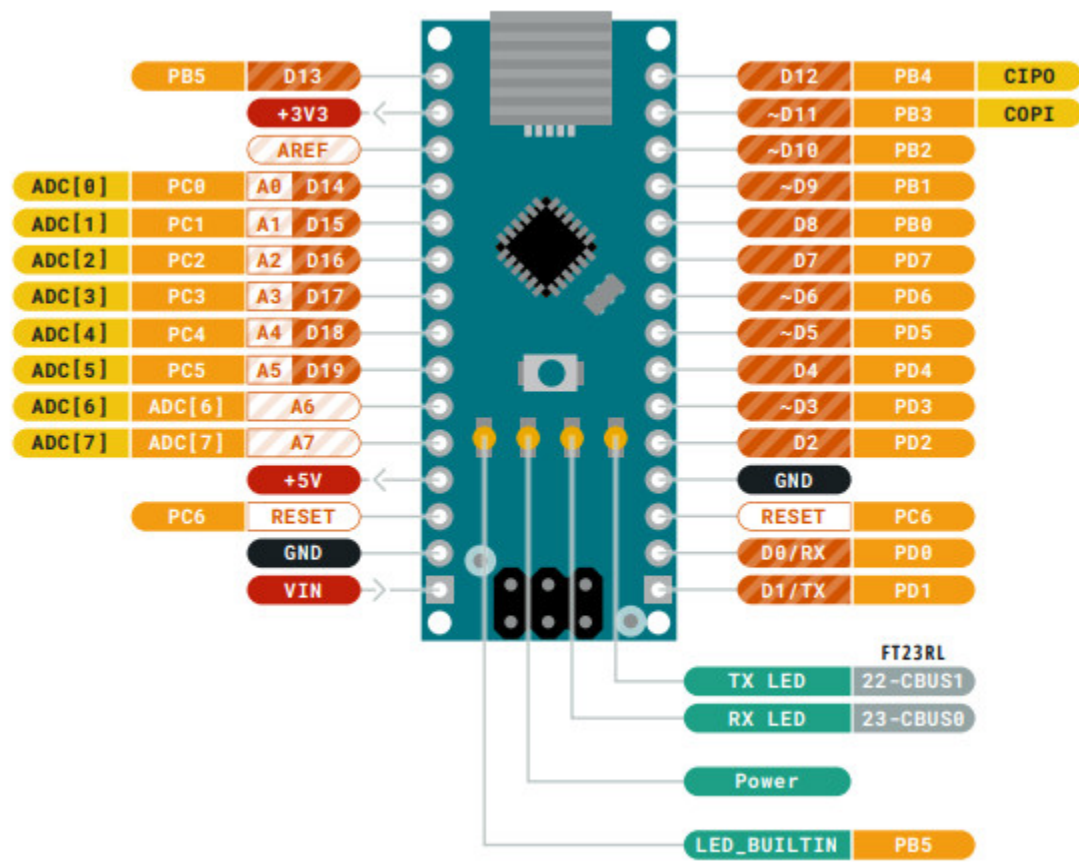 PB5 D13 D12 PB4 CIPO
+3V3 ~D11 PB3 COPI
AREF ~D10 PB2
ADC[0] PC0 A0 D14 ~D9 PB1
ADC[1] PC1 A1 D15 D8 PB0
ADC[2] PC2 A2 D16 D7 PD7
ADC[3] PC3 A3 D17 ~D6 PD6
ADC[4] PC4 A4 D18 ~D5 PD5
ADC[5] PC5 A5 D19 D4 PD4
ADC[6] ADC[6] A6 ~D3 PD3
ADC[7] ADC[7] A7 D2 PD2
+5V GND
PC6 RESET RESET PC6
GND D0/RX PD0
VIN D1/TX PD1
FT23RL
TX LED 22-CBUS1
RX LED 23-CBUS0
Power
LED_BUILTIN PB5